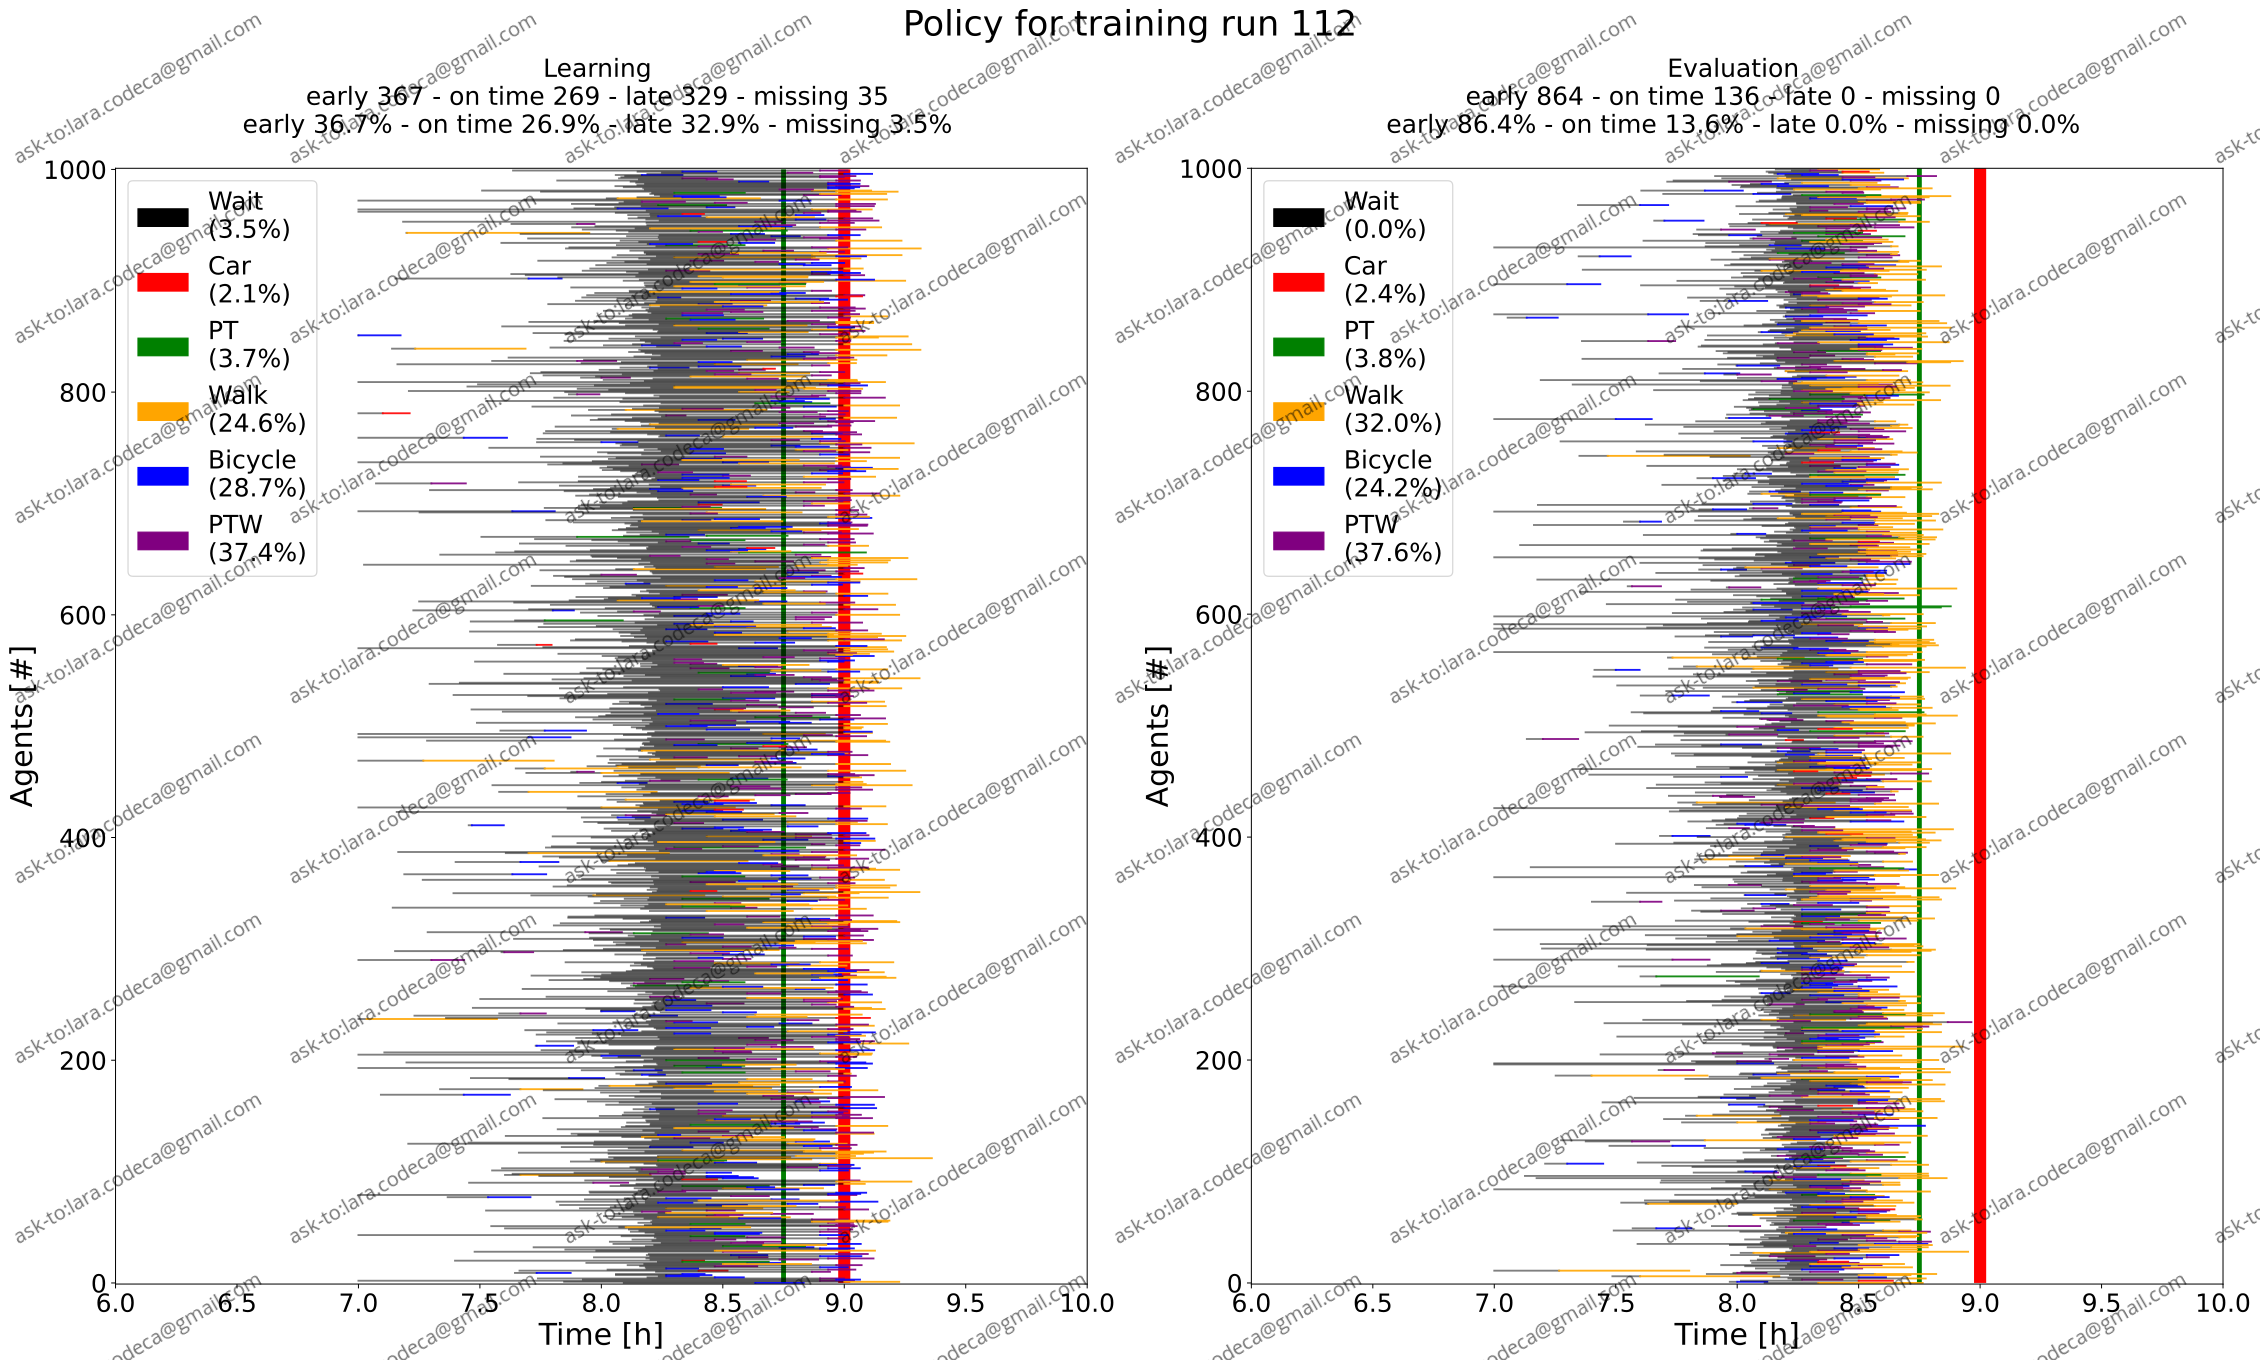 Policy for training run 112
Learning
early 367 - on time 269 - late 329 - missing 35
early 36.7% - on time 26.9% - late 32.9% - missing 3.5%
1000
800
600
400
200
0
Agents [#]
Wait
(3.5%)
Car
(2.1%)
PT
(3.7%)
Walk
(24.6%)
Bicycle
(28.7%)
PTW
(37.4%)
6.0 6.5 7.0 7.5 8.0 8.5 9.0 9.5 10.0
Time [h]
Evaluation
early 864 - on time 136 - late 0 - missing 0
early 86.4% - on time 13.6% - late 0.0% - missing 0.0%
1000
800
600
400
200
0
Agents [#]
Wait
(0.0%)
Car
(2.4%)
PT
(3.8%)
Walk
(32.0%)
Bicycle
(24.2%)
PTW
(37.6%)
6.0 6.5 7.0 7.5 8.0 8.5 9.0 9.5 10.0
Time [h]
ask-to:lara.codeca@gmail.com